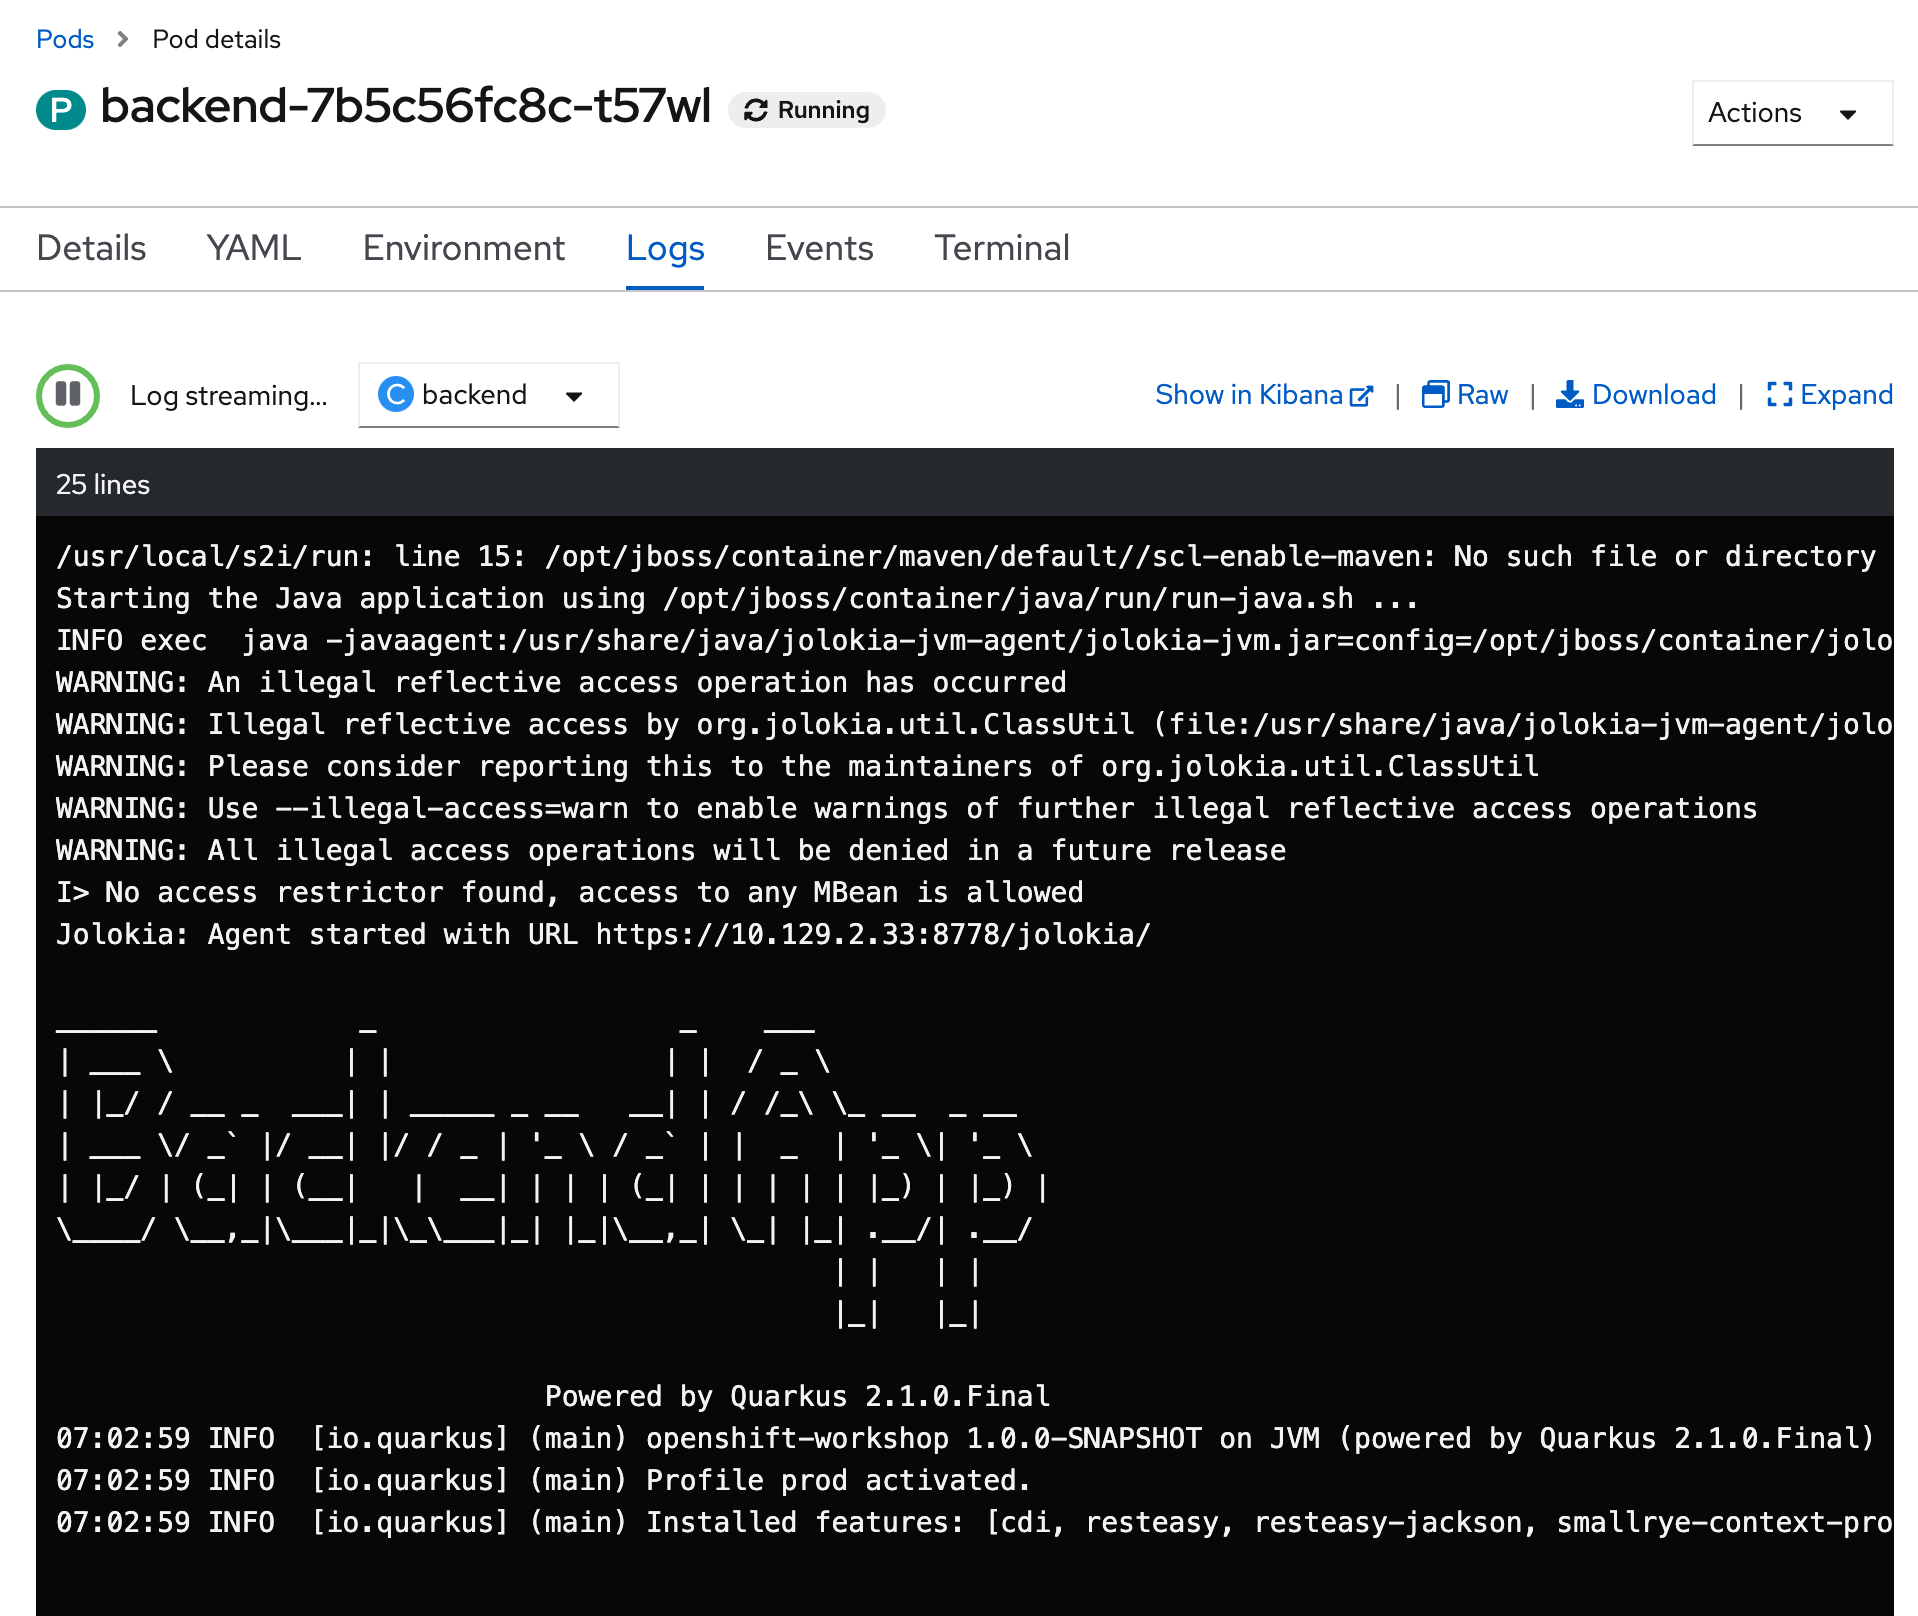 Pods > Pod details
P backend-7b5c56fc8c-t57wl Running
Actions
Details YAML Environment Logs Events Terminal
Log streaming... C backend Show in Kibana | Raw | Download | Expand
25 lines
/usr/local/s2i/run: line 15: /opt/jboss/container/maven/default//scl-enable-maven: No such file or directory
Starting the Java application using /opt/jboss/container/java/run/run-java.sh ...
INFO exec  java -javaagent:/usr/share/java/jolokia-jvm-agent/jolokia-jvm.jar=config=/opt/jboss/container/jolo
WARNING: An illegal reflective access operation has occurred
WARNING: Illegal reflective access by org.jolokia.util.ClassUtil (file:/usr/share/java/jolokia-jvm-agent/jolo
WARNING: Please consider reporting this to the maintainers of org.jolokia.util.ClassUtil
WARNING: Use --illegal-access=warn to enable warnings of further illegal reflective access operations
WARNING: All illegal access operations will be denied in a future release
I> No access restrictor found, access to any MBean is allowed
Jolokia: Agent started with URL https://10.129.2.33:8778/jolokia/
BackendApp
Powered by Quarkus 2.1.0.Final
07:02:59 INFO  [io.quarkus] (main) openshift-workshop 1.0.0-SNAPSHOT on JVM (powered by Quarkus 2.1.0.Final)
07:02:59 INFO  [io.quarkus] (main) Profile prod activated.
07:02:59 INFO  [io.quarkus] (main) Installed features: [cdi, resteasy, resteasy-jackson, smallrye-context-pro